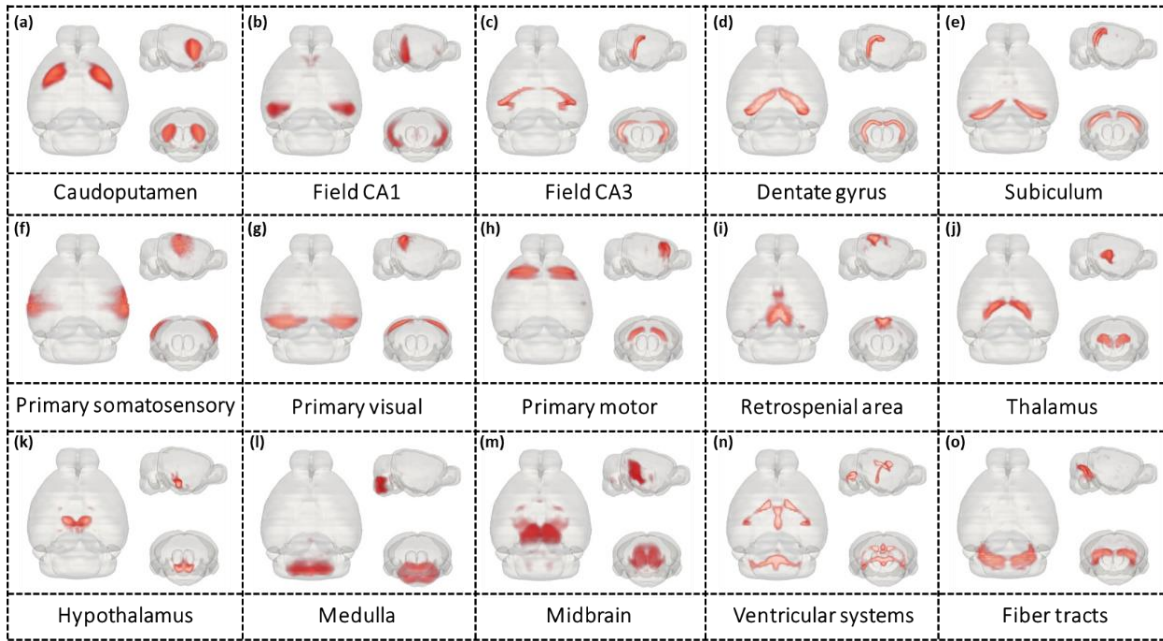 (a) (b) (c) (d) (e)
Caudoputamen Field CA1 Field CA3 Dentate gyrus Subiculum
(f) (g) (h) (i) (j)
Primary somatosensory Primary visual Primary motor Retrospenial area Thalamus
(k) (l) (m) (n) (o)
Hypothalamus Medulla Midbrain Ventricular systems Fiber tracts